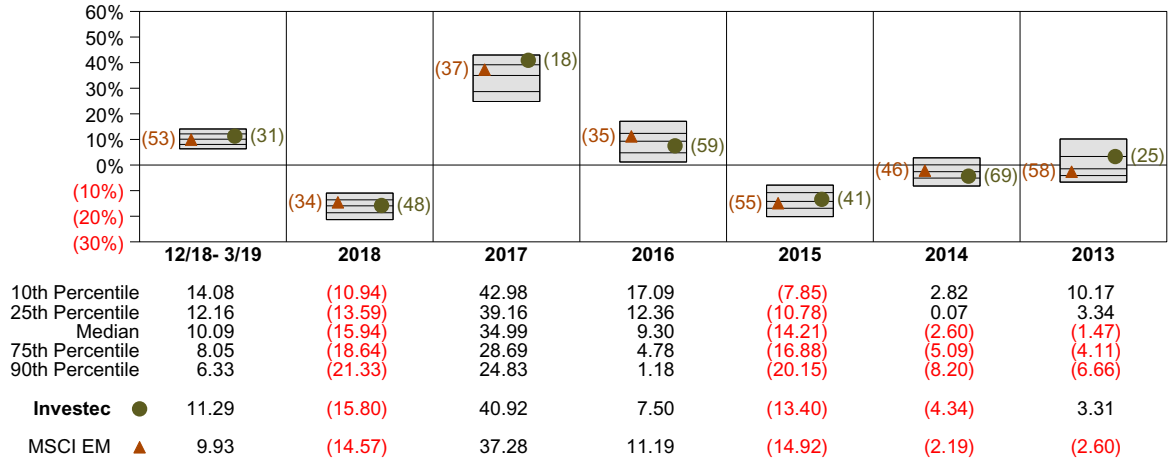 60%
50%
40%
30%
20%
10%
0%
(10%)
(20%)
(30%)
(53) (31)
(34) (48)
(37) (18)
(35) (59)
(55) (41)
(46) (69)
(58) (25)
12/18- 3/19 2018 2017 2016 2015 2014 2013
10th Percentile 14.08 (10.94) 42.98 17.09 (7.85) 2.82 10.17
25th Percentile 12.16 (13.59) 39.16 12.36 (10.78) 0.07 3.34
Median 10.09 (15.94) 34.99 9.30 (14.21) (2.60) (1.47)
75th Percentile 8.05 (18.64) 28.69 4.78 (16.88) (5.09) (4.11)
90th Percentile 6.33 (21.33) 24.83 1.18 (20.15) (8.20) (6.66)
Investec 11.29 (15.80) 40.92 7.50 (13.40) (4.34) 3.31
MSCI EM 9.93 (14.57) 37.28 11.19 (14.92) (2.19) (2.60)